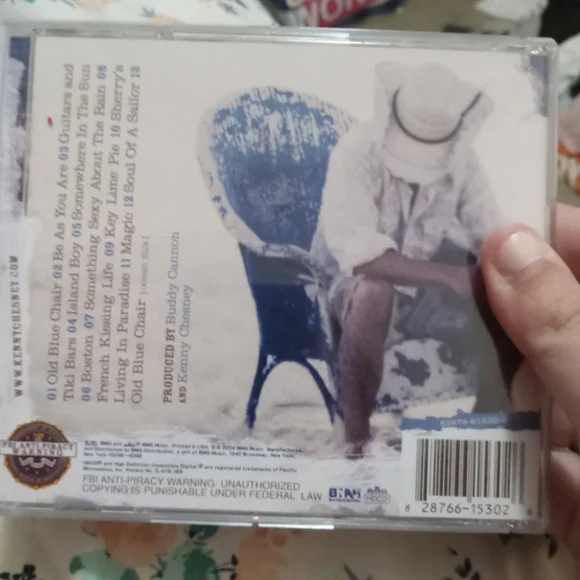 01 Old Blue Chair 02 Be As You Are 03 Guitars and
Tiki Bars 04 Island Boy 05 Somewhere In The Sun
06 Boston 07 Something Sexy About The Rain 08
French Kissing Life 09 Key Lime Pie 10 Sherry's
Living In Paradise 11 Magic 12 Soul Of A Sailor 13
Old Blue Chair
PRODUCED BY Buddy Cannon
AND Kenny Chesney
WWW.KENNYCHESNEY.COM
FBI ANTI-PIRACY
WARNING
FBI ANTI-PIRACY WARNING: UNAUTHORIZED
COPYING IS PUNISHABLE UNDER FEDERAL LAW
BNA
HDCD
8 28766-15302